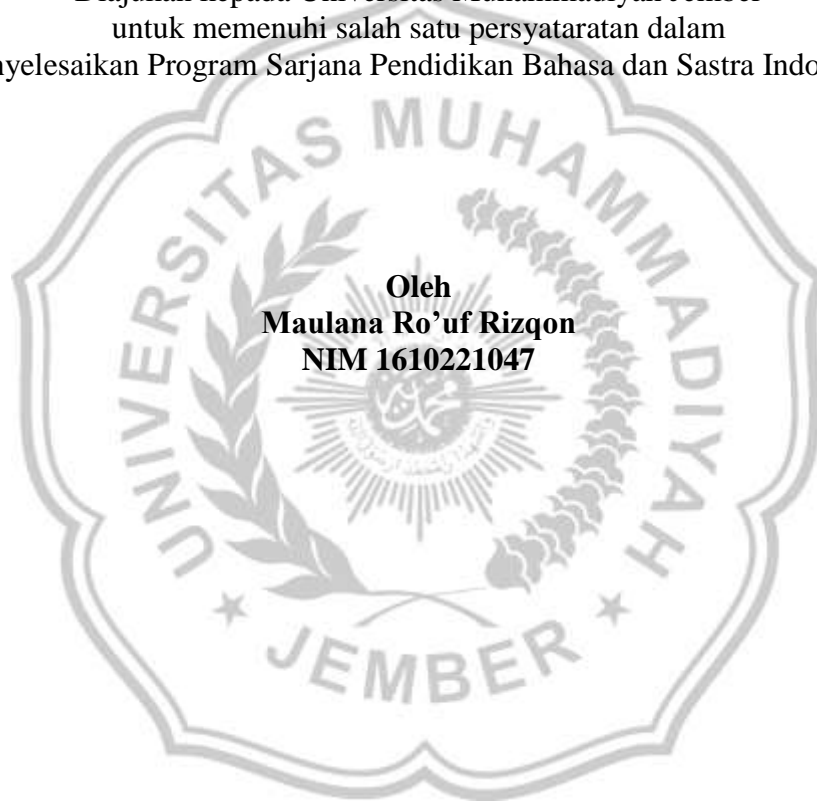 Diajukan kepada Universitas Muhammadiyah Jember
untuk memenuhi salah satu persyataratan dalam
nyelesaikan Program Sarjana Pendidikan Bahasa dan Sastra Indo
Oleh
Maulana Ro’uf Rizqon
NIM 1610221047
UNIVERSITAS MUHAMMADIYAH
JEMBER